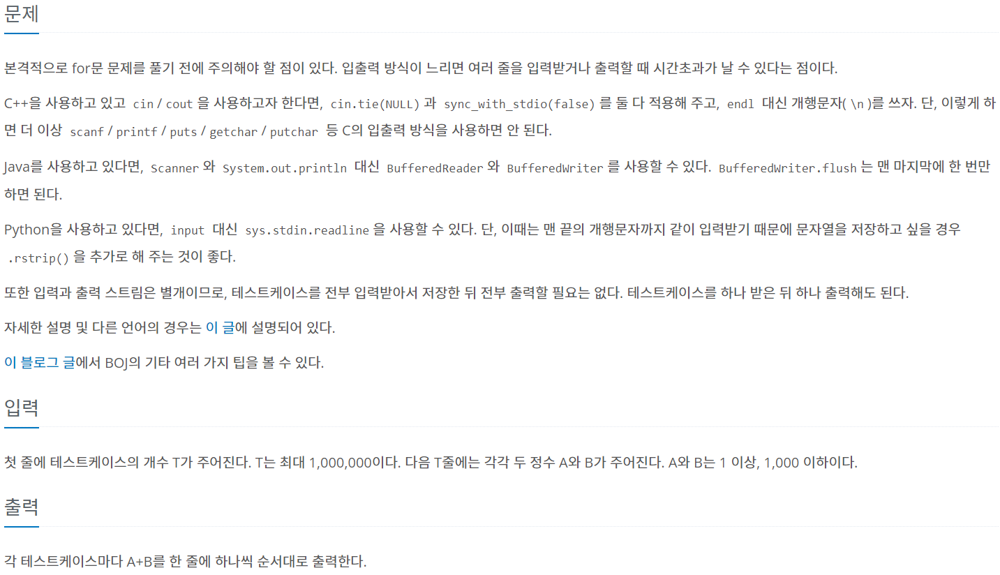 문제
본격적으로 for문 문제를 풀기 전에 주의해야 할 점이 있다. 입출력 방식이 느리면 여러 줄을 입력받거나 출력할 때 시간초과가 날 수 있다는 점이다.
C++을 사용하고 있고 cin / cout 을 사용하고자 한다면, cin.tie(NULL) 과 sync_with_stdio(false) 를 둘 다 적용해 주고, endl 대신 개행문자( \n )를 쓰자. 단, 이렇게 하
면 더 이상 scanf / printf / puts / getchar / putchar 등 C의 입출력 방식을 사용하면 안 된다.
Java를 사용하고 있다면, Scanner 와 System.out.println 대신 BufferedReader 와 BufferedWriter 를 사용할 수 있다. BufferedWriter.flush 는 맨 마지막에 한 번만
하면 된다.
Python을 사용하고 있다면, input 대신 sys.stdin.readline 을 사용할 수 있다. 단, 이때는 맨 끝의 개행문자까지 같이 입력받기 때문에 문자열을 저장하고 싶을 경우
.rstrip() 을 추가로 해 주는 것이 좋다.
또한 입력과 출력 스트림은 별개이므로, 테스트케이스를 전부 입력받아서 저장한 뒤 전부 출력할 필요는 없다. 테스트케이스를 하나 받은 뒤 하나 출력해도 된다.
자세한 설명 및 다른 언어의 경우는 이 글에 설명되어 있다.
이 블로그 글에서 BOJ의 기타 여러 가지 팁을 볼 수 있다.
입력
첫 줄에 테스트케이스의 개수 T가 주어진다. T는 최대 1,000,000이다. 다음 T줄에는 각각 두 정수 A와 B가 주어진다. A와 B는 1 이상, 1,000 이하이다.
출력
각 테스트케이스마다 A+B를 한 줄에 하나씩 순서대로 출력한다.